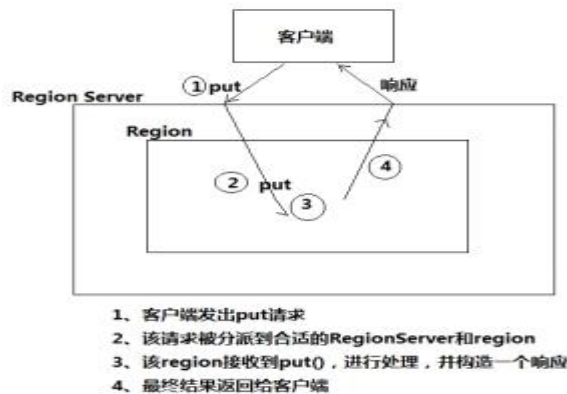 客户端
①put
响应
Region Server
Region
④
② put
③
1、客户端发出put请求
2、该请求被分派到合适的RegionServer和region
3、该region接收到put()，进行处理，并构造一个响应
4、最终结果返回给客户端